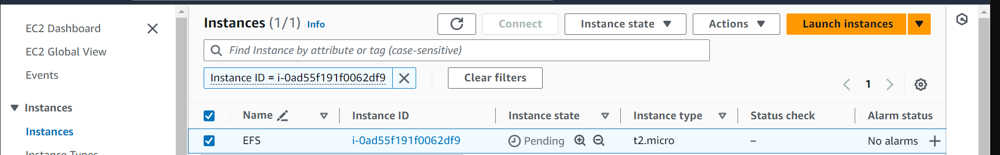 EC2 Dashboard
EC2 Global View
Events
Instances
Instances
Instance Types
Instances (1/1) Info
Connect
Instance state
Actions
Launch instances
Find Instance by attribute or tag (case-sensitive)
Instance ID = i-0ad55f191f0062df9
Clear filters
1
Name Instance ID Instance state Instance type Status check Alarm status
EFS i-0ad55f191f0062df9 Pending t2.micro – No alarms +